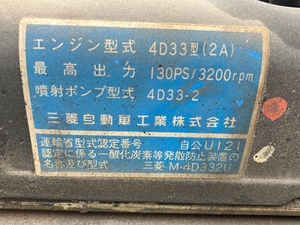 エンジン型式 4D33型(2A)
最高出力 130PS/3200rpm
噴射ポンプ型式 4D33-2
三菱自動車工業株式会社
運輸省型式認定番号 自公U121
認定に係る一酸化炭素等発散防止装置の
名称及び型式 三菱M-4D332U